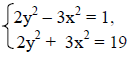 2y² – 3x² = 1,
2y² + 3x² = 19